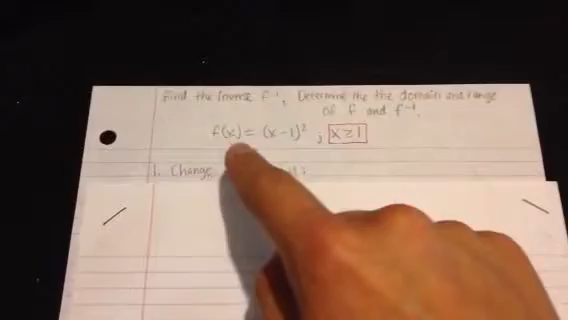 Find the inverse f⁻¹. Determine the the domain and range
of f and f⁻¹.
f(x) = (x-1)² ; x ≥ 1
1. Change